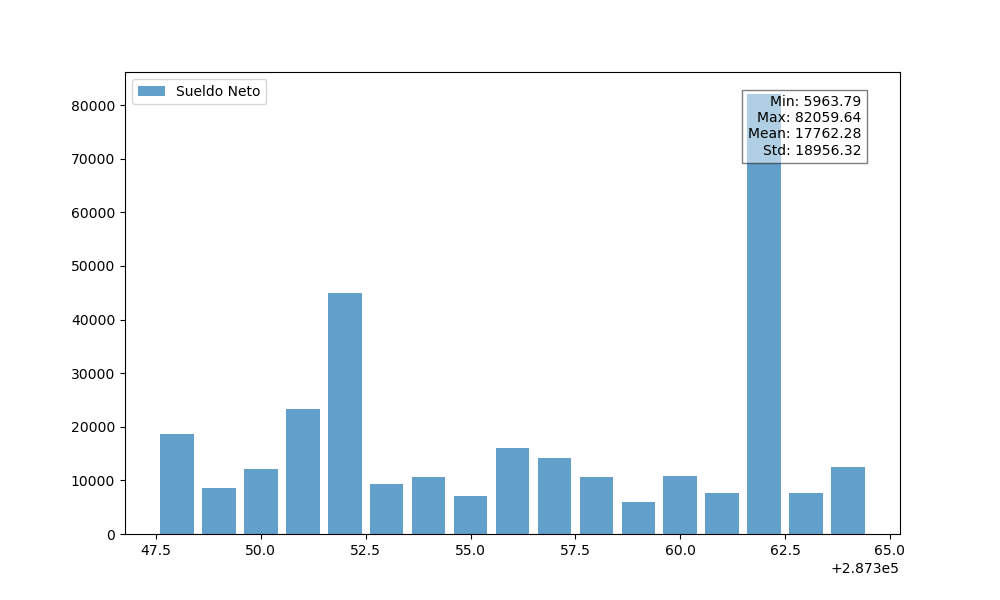 Sueldo Neto
Min: 5963.79
Max: 82059.64
Mean: 17762.28
Std: 18956.32
80000
70000
60000
50000
40000
30000
20000
10000
0
47.5 50.0 52.5 55.0 57.5 60.0 62.5 65.0
+2.873e5